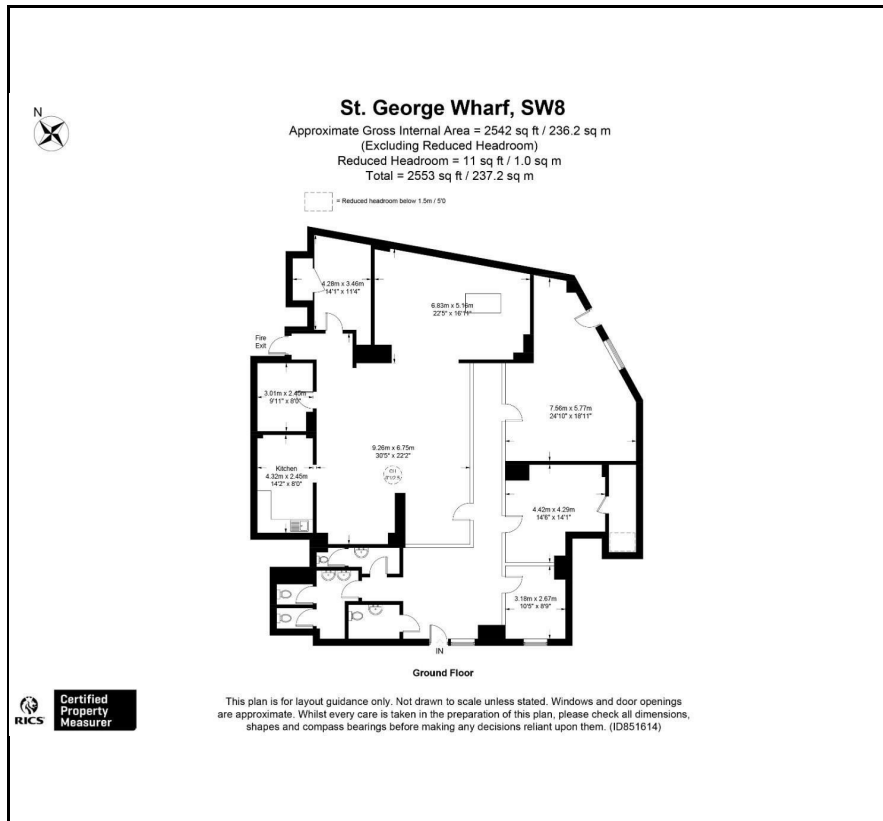 N
St. George Wharf, SW8
Approximate Gross Internal Area = 2542 sq ft / 236.2 sq m
(Excluding Reduced Headroom)
Reduced Headroom = 11 sq ft / 1.0 sq m
Total = 2553 sq ft / 237.2 sq m
= Reduced headroom below 1.5m / 5'0
4.28m x 3.46m
14'1" x 11'4"
6.83m x 5.16m
22'5" x 16'11"
Fire
Exit
3.01m x 2.45m
9'11" x 8'0"
7.56m x 5.77m
24'10" x 18'11"
9.26m x 6.75m
30'5" x 22'2"
Kitchen
4.32m x 2.45m
14'2" x 8'0"
4.42m x 4.29m
14'6" x 14'1"
3.18m x 2.67m
10'5" x 8'9"
IN
Ground Floor
RICS
Certified
Property
Measurer
This plan is for layout guidance only. Not drawn to scale unless stated. Windows and door openings
are approximate. Whilst every care is taken in the preparation of this plan, please check all dimensions,
shapes and compass bearings before making any decisions reliant upon them. (ID851614)